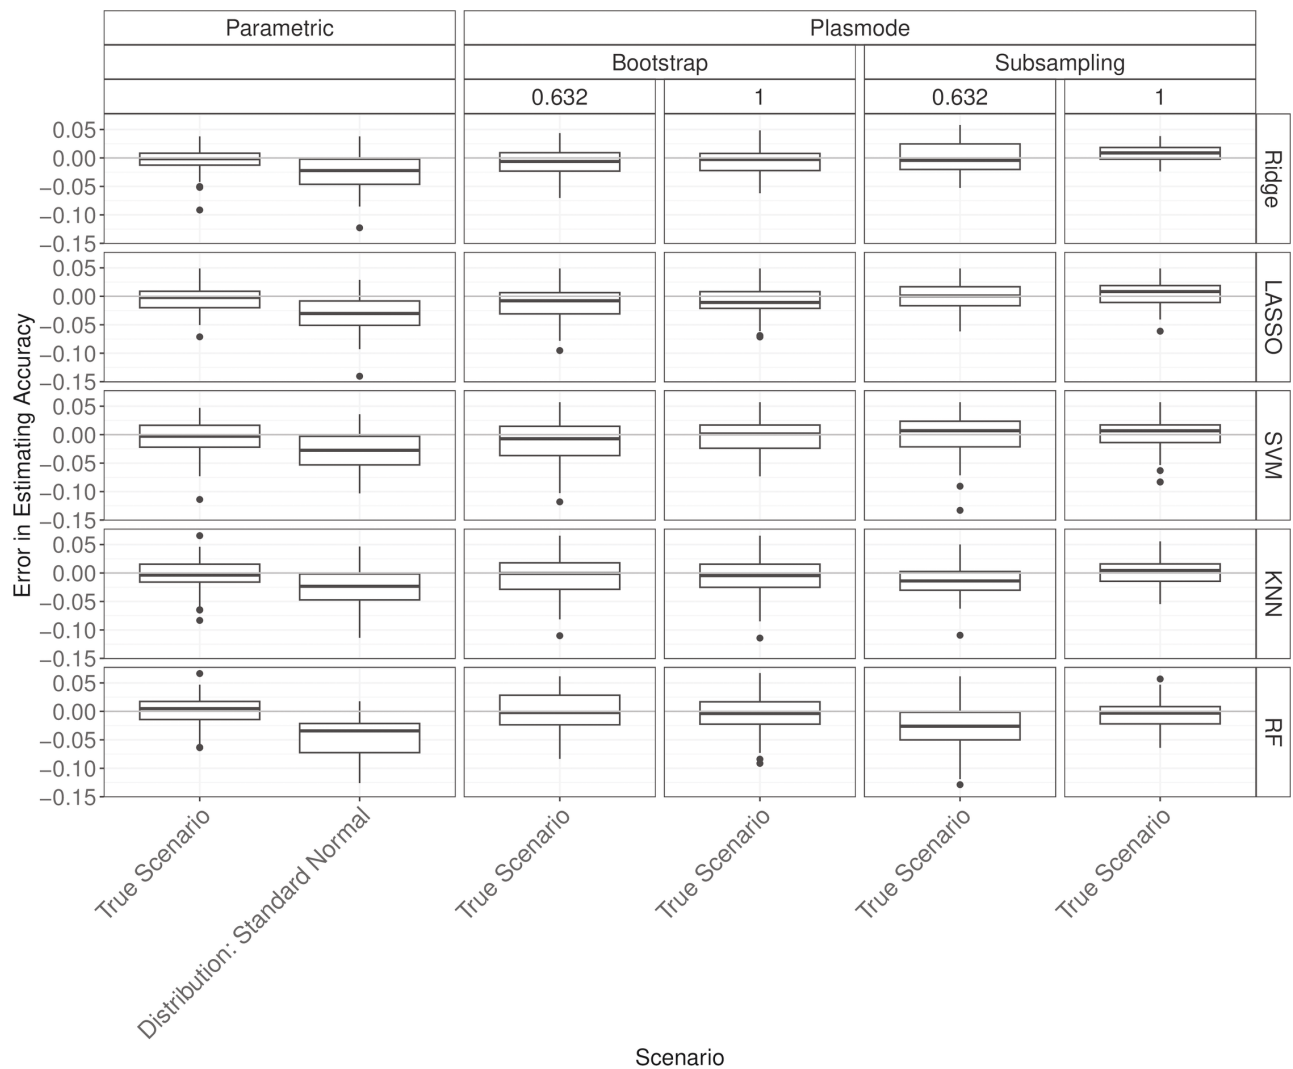 Parametric
Plasmode
Bootstrap
Subsampling
0.632
1
0.632
1
Error in Estimating Accuracy
0.05
0.00
−0.05
−0.10
−0.15
Ridge
0.05
0.00
−0.05
−0.10
−0.15
LASSO
0.05
0.00
−0.05
−0.10
−0.15
SVM
0.05
0.00
−0.05
−0.10
−0.15
KNN
0.05
0.00
−0.05
−0.10
−0.15
RF
True Scenario
Distribution: Standard Normal
True Scenario
True Scenario
True Scenario
True Scenario
Scenario